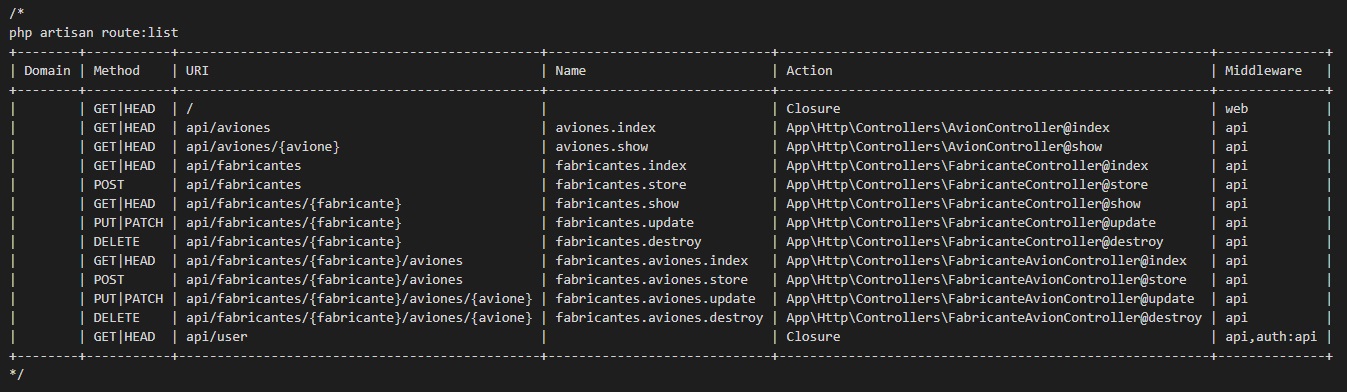 /*
php artisan route:list
+--------+-----------+-----------------------------------------------+-----------------------------+--------------------------------------------------------+--------------+
| Domain | Method    | URI                                           | Name                        | Action                                                 | Middleware   |
+--------+-----------+-----------------------------------------------+-----------------------------+--------------------------------------------------------+--------------+
|        | GET|HEAD  | /                                             |                             | Closure                                                | web          |
|        | GET|HEAD  | api/aviones                                   | aviones.index               | App\Http\Controllers\AvionController@index             | api          |
|        | GET|HEAD  | api/aviones/{avione}                          | aviones.show                | App\Http\Controllers\AvionController@show              | api          |
|        | GET|HEAD  | api/fabricantes                               | fabricantes.index           | App\Http\Controllers\FabricanteController@index        | api          |
|        | POST      | api/fabricantes                               | fabricantes.store           | App\Http\Controllers\FabricanteController@store        | api          |
|        | GET|HEAD  | api/fabricantes/{fabricante}                  | fabricantes.show            | App\Http\Controllers\FabricanteController@show         | api          |
|        | PUT|PATCH | api/fabricantes/{fabricante}                  | fabricantes.update          | App\Http\Controllers\FabricanteController@update       | api          |
|        | DELETE    | api/fabricantes/{fabricante}                  | fabricantes.destroy         | App\Http\Controllers\FabricanteController@destroy      | api          |
|        | GET|HEAD  | api/fabricantes/{fabricante}/aviones          | fabricantes.aviones.index   | App\Http\Controllers\FabricanteAvionController@index   | api          |
|        | POST      | api/fabricantes/{fabricante}/aviones          | fabricantes.aviones.store   | App\Http\Controllers\FabricanteAvionController@store   | api          |
|        | PUT|PATCH | api/fabricantes/{fabricante}/aviones/{avione} | fabricantes.aviones.update  | App\Http\Controllers\FabricanteAvionController@update  | api          |
|        | DELETE    | api/fabricantes/{fabricante}/aviones/{avione} | fabricantes.aviones.destroy | App\Http\Controllers\FabricanteAvionController@destroy | api          |
|        | GET|HEAD  | api/user                                      |                             | Closure                                                | api,auth:api |
+--------+-----------+-----------------------------------------------+-----------------------------+--------------------------------------------------------+--------------+
*/